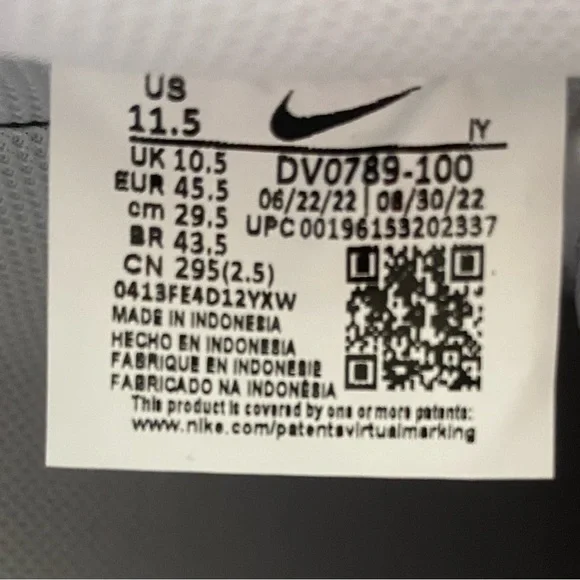 US
11.5
IY
UK 10.5
EUR 45.5
cm 29.5
BR 43.5
CN 295(2.5)
DV0789-100
06/22/22 | 08/30/22
UPC 00196153202337
0413FE4D12YXW
MADE IN INDONESIA
HECHO EN INDONESIA
FABRIQUE EN INDONESIE
FABRICADO NA INDONÉSIA
This product is covered by one or more patents:
www.nike.com/patentsvirtualmarking